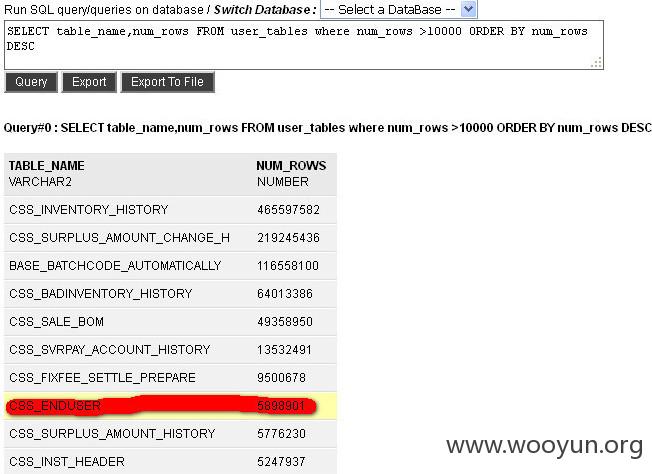 Run SQL query/queries on database / Switch Database : -- Select a DataBase --
SELECT table_name,num_rows FROM user_tables where num_rows >10000 ORDER BY num_rows
DESC
Query Export Export To File
Query#0 : SELECT table_name,num_rows FROM user_tables where num_rows >10000 ORDER BY num_rows DESC
TABLE_NAME NUM_ROWS
VARCHAR2 NUMBER
CSS_INVENTORY_HISTORY 465597582
CSS_SURPLUS_AMOUNT_CHANGE_H 219245436
BASE_BATCHCODE_AUTOMATICALLY 116558100
CSS_BADINVENTORY_HISTORY 64013386
CSS_SALE_BOM 49358950
CSS_SVRPAY_ACCOUNT_HISTORY 13532491
CSS_FIXFEE_SETTLE_PREPARE 9500678
CSS_ENDUSER 5898901
CSS_SURPLUS_AMOUNT_HISTORY 5776230
CSS_INST_HEADER 5247937
www.wooyun.org